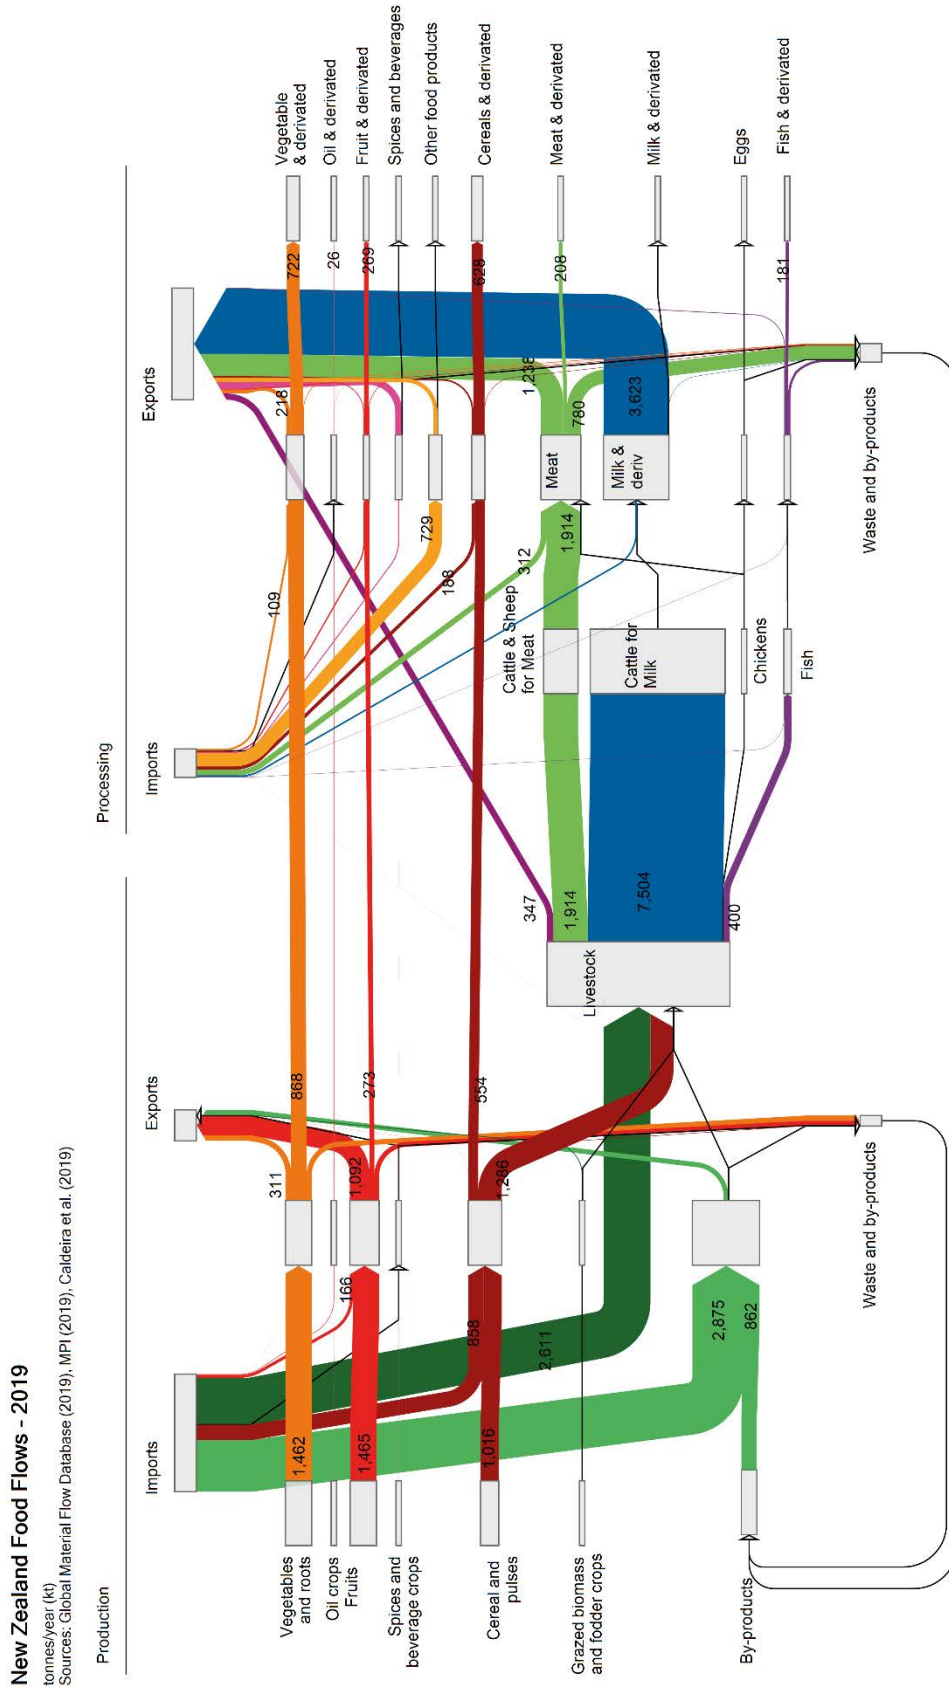 New Zealand Food Flows - 2019
tonnes/year (kt)
Sources: Global Material Flow Database (2019), MPI (2019), Caldeira et al. (2019)
Production
Processing
Imports
Exports
Imports
Exports
Vegetables
and roots
1,462
311
868
109
218
722
Vegetable
& derivated
Oil crops
26
Oil & derivated
Fruits
1,465
166
1,092
273
269
Fruit & derivated
Spices and
beverage crops
Spices and beverages
729
Other food products
Cereal and
pulses
1,016
858
1,286
554
188
628
Cereals & derivated
2,611
Grazed biomass
and fodder crops
Livestock
347
1,914
Cattle & Sheep
for Meat
312
1,914
Meat
1,238
780
208
Meat & derivated
7,504
Cattle for
Milk
Milk &
deriv
3,623
Milk & derivated
By-products
2,875
862
400
Chickens
Eggs
Fish
181
Fish & derivated
Waste and by-products
Waste and by-products